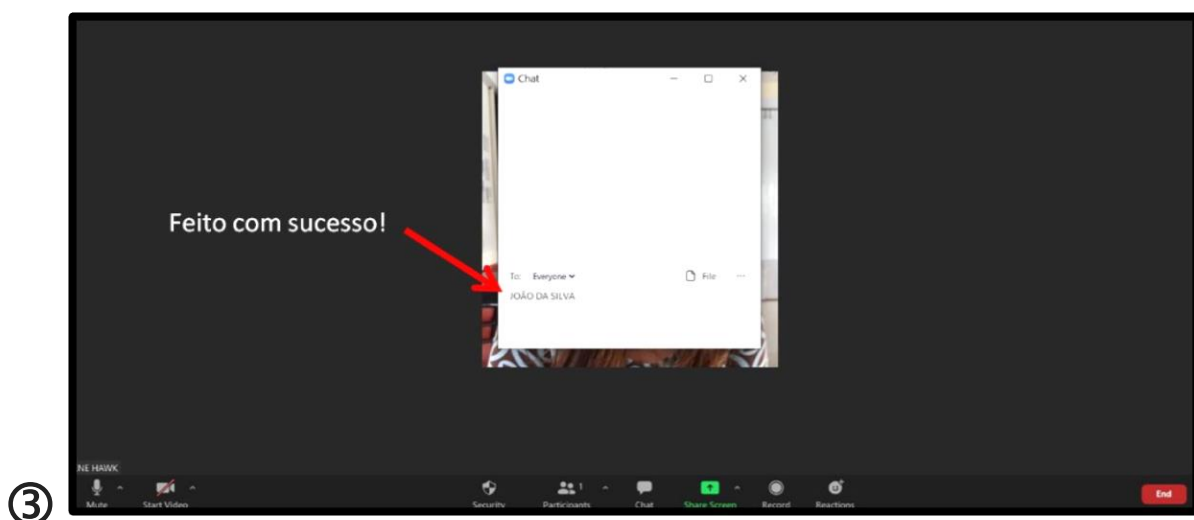 Chat
Feito com sucesso!
To: Everyone File ...
JOÃO DA SILVA
NE HAWK
Mute Start Video Security Participants 1 Chat Share Screen Record Reactions End
③